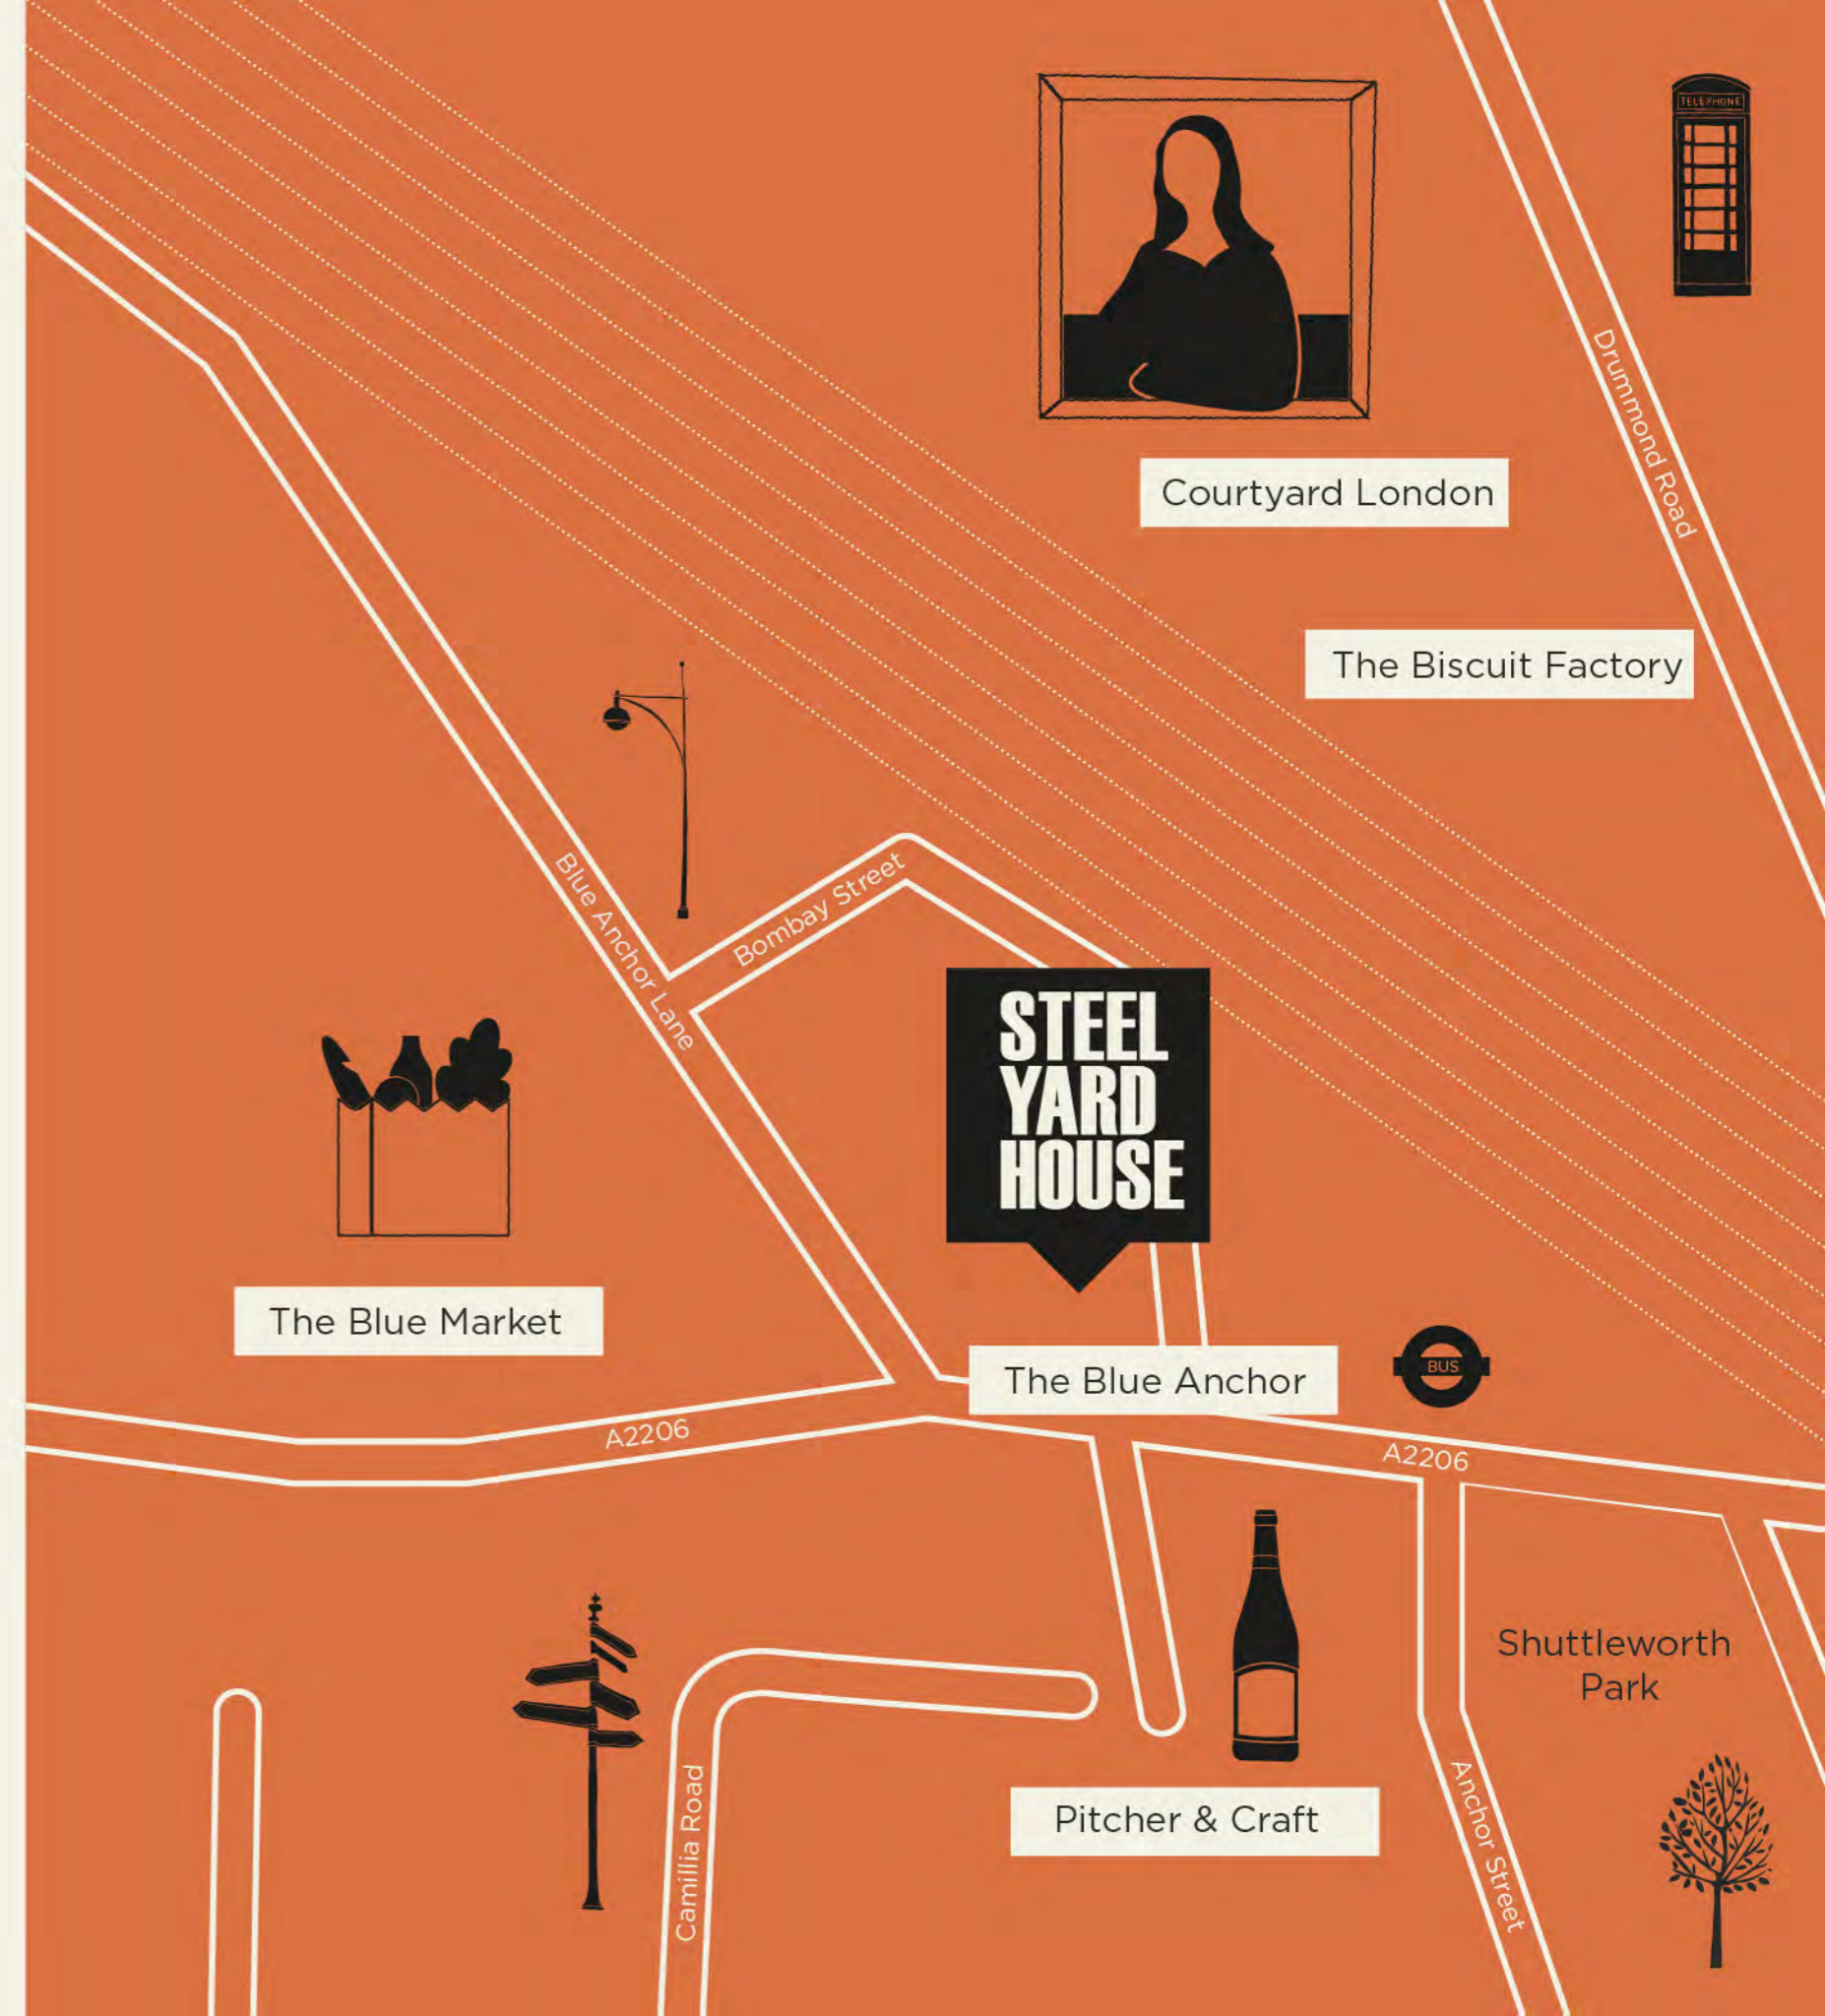 TELEPHONE
Courtyard London
Drummond Road
The Biscuit Factory
Blue Anchor Lane
Bombay Street
STEEL
YARD
HOUSE
The Blue Market
The Blue Anchor
BUS
A2206
A2206
Shuttleworth
Park
Camillia Road
Pitcher & Craft
Anchor Street